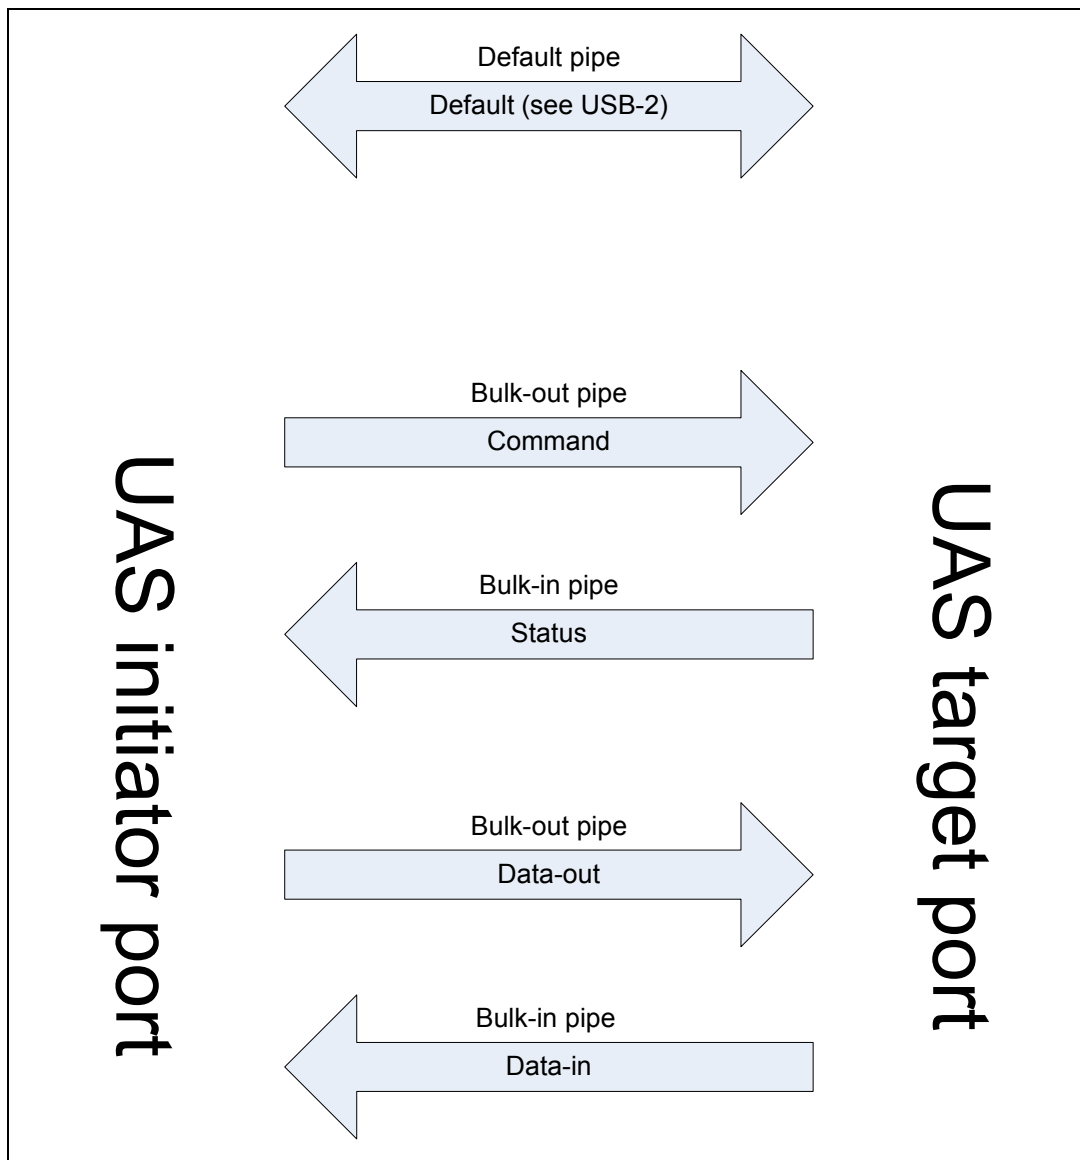 Default pipe
Default (see USB-2)
Bulk-out pipe
Command
Bulk-in pipe
Status
Bulk-out pipe
Data-out
Bulk-in pipe
Data-in
UAS initiator port
UAS target port